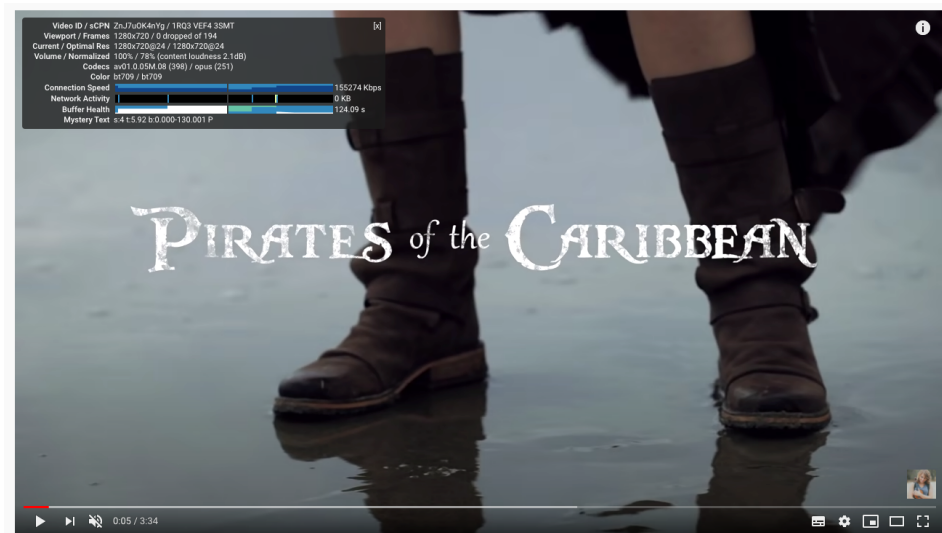 Video ID / sCPN ZnJ7uOK4nYg / 1RQ3 VEF4 3SMT [x]
Viewport / Frames 1280x720 / 0 dropped of 194
Current / Optimal Res 1280x720@24 / 1280x720@24
Volume / Normalized 100% / 78% (content loudness 2.1dB)
Codecs av01.0.05M.08 (398) / opus (251)
Color bt709 / bt709
Connection Speed 155274 Kbps
Network Activity 0 KB
Buffer Health 124.09 s
Mystery Text s:4 t:5.92 b:0.000-130.001 P
PIRATES of the CARIBBEAN
0:05 / 3:34